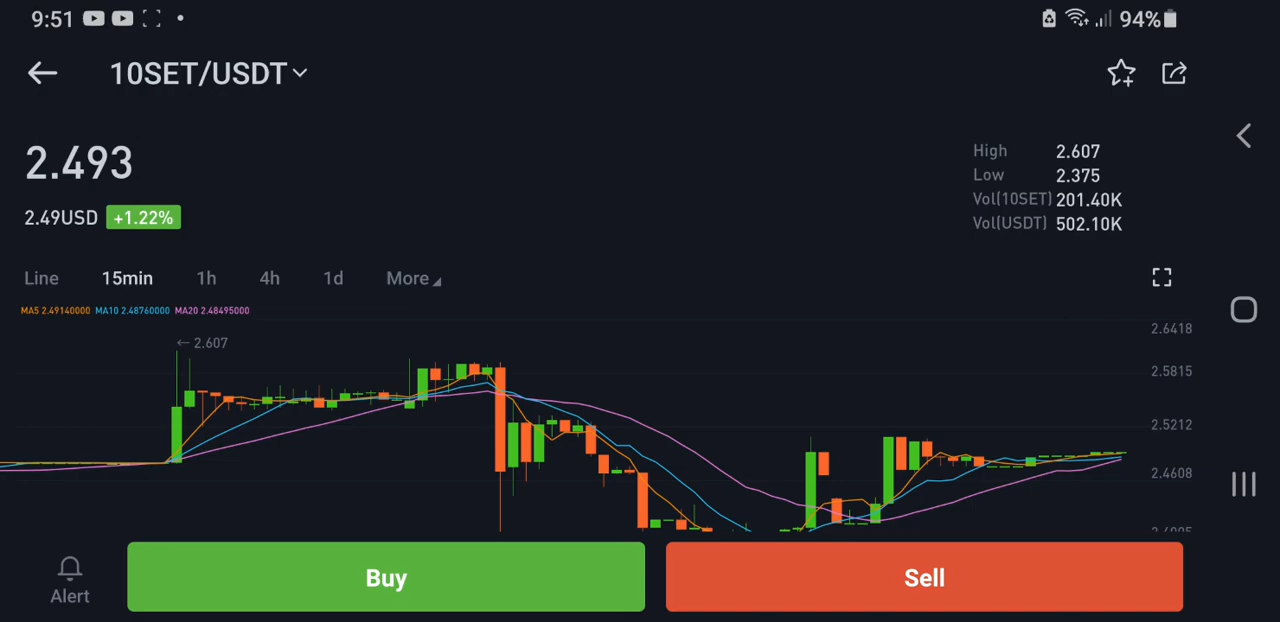 9:51 94%
10SET/USDT
2.493
High 2.607
Low 2.375
Vol(10SET) 201.40K
Vol(USDT) 502.10K
2.49USD +1.22%
Line 15min 1h 4h 1d More
MA5 2.49140000 MA10 2.48760000 MA20 2.48495000
2.6418
2.607
2.5815
2.5212
2.4608
Buy
Sell
Alert